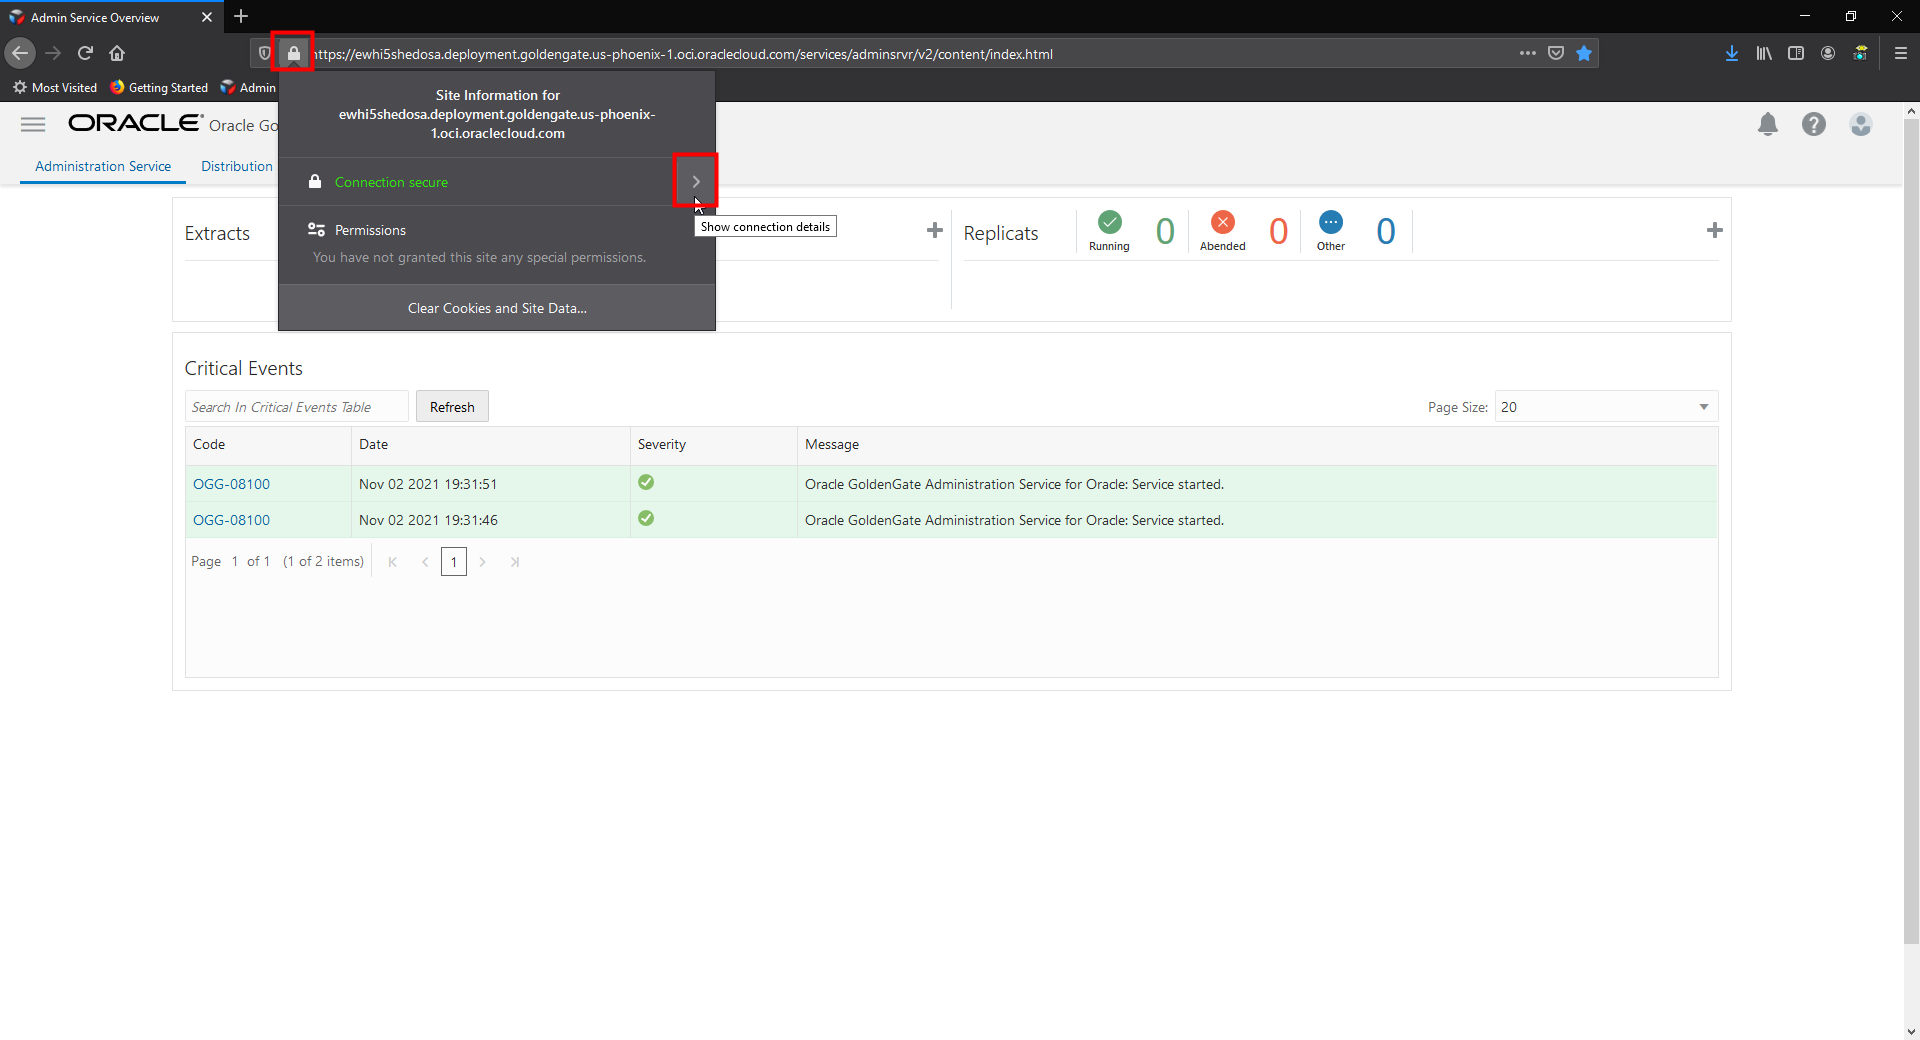 Admin Service Overview
https://ewhi5shedosa.deployment.goldengate.us-phoenix-1.oci.oraclecloud.com/services/adminsrvr/v2/content/index.html
Most Visited Getting Started Admin
Site Information for
ewhi5shedosa.deployment.goldengate.us-phoenix-
1.oci.oraclecloud.com
ORACLE Oracle Go
Administration Service Distribution
Connection secure
Show connection details
Permissions
You have not granted this site any special permissions.
Clear Cookies and Site Data...
Extracts
Replicats
Running 0 Abended 0 Other 0
Critical Events
Search In Critical Events Table Refresh Page Size: 20
Code Date Severity Message
OGG-08100 Nov 02 2021 19:31:51 Oracle GoldenGate Administration Service for Oracle: Service started.
OGG-08100 Nov 02 2021 19:31:46 Oracle GoldenGate Administration Service for Oracle: Service started.
Page 1 of 1 (1 of 2 items) 1